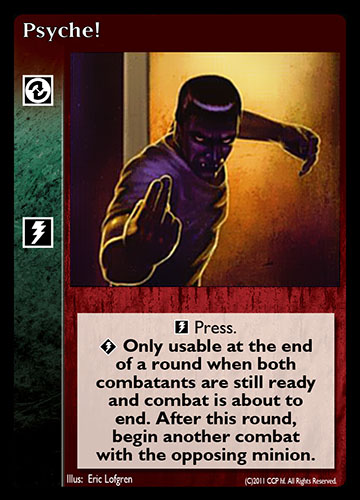 Psyche!
Press.
Only usable at the end
of a round when both
combatants are still ready
and combat is about to
end. After this round,
begin another combat
with the opposing minion.
Illus: Eric Lofgren
(C)2011 CCP hf. All Rights Reserved.